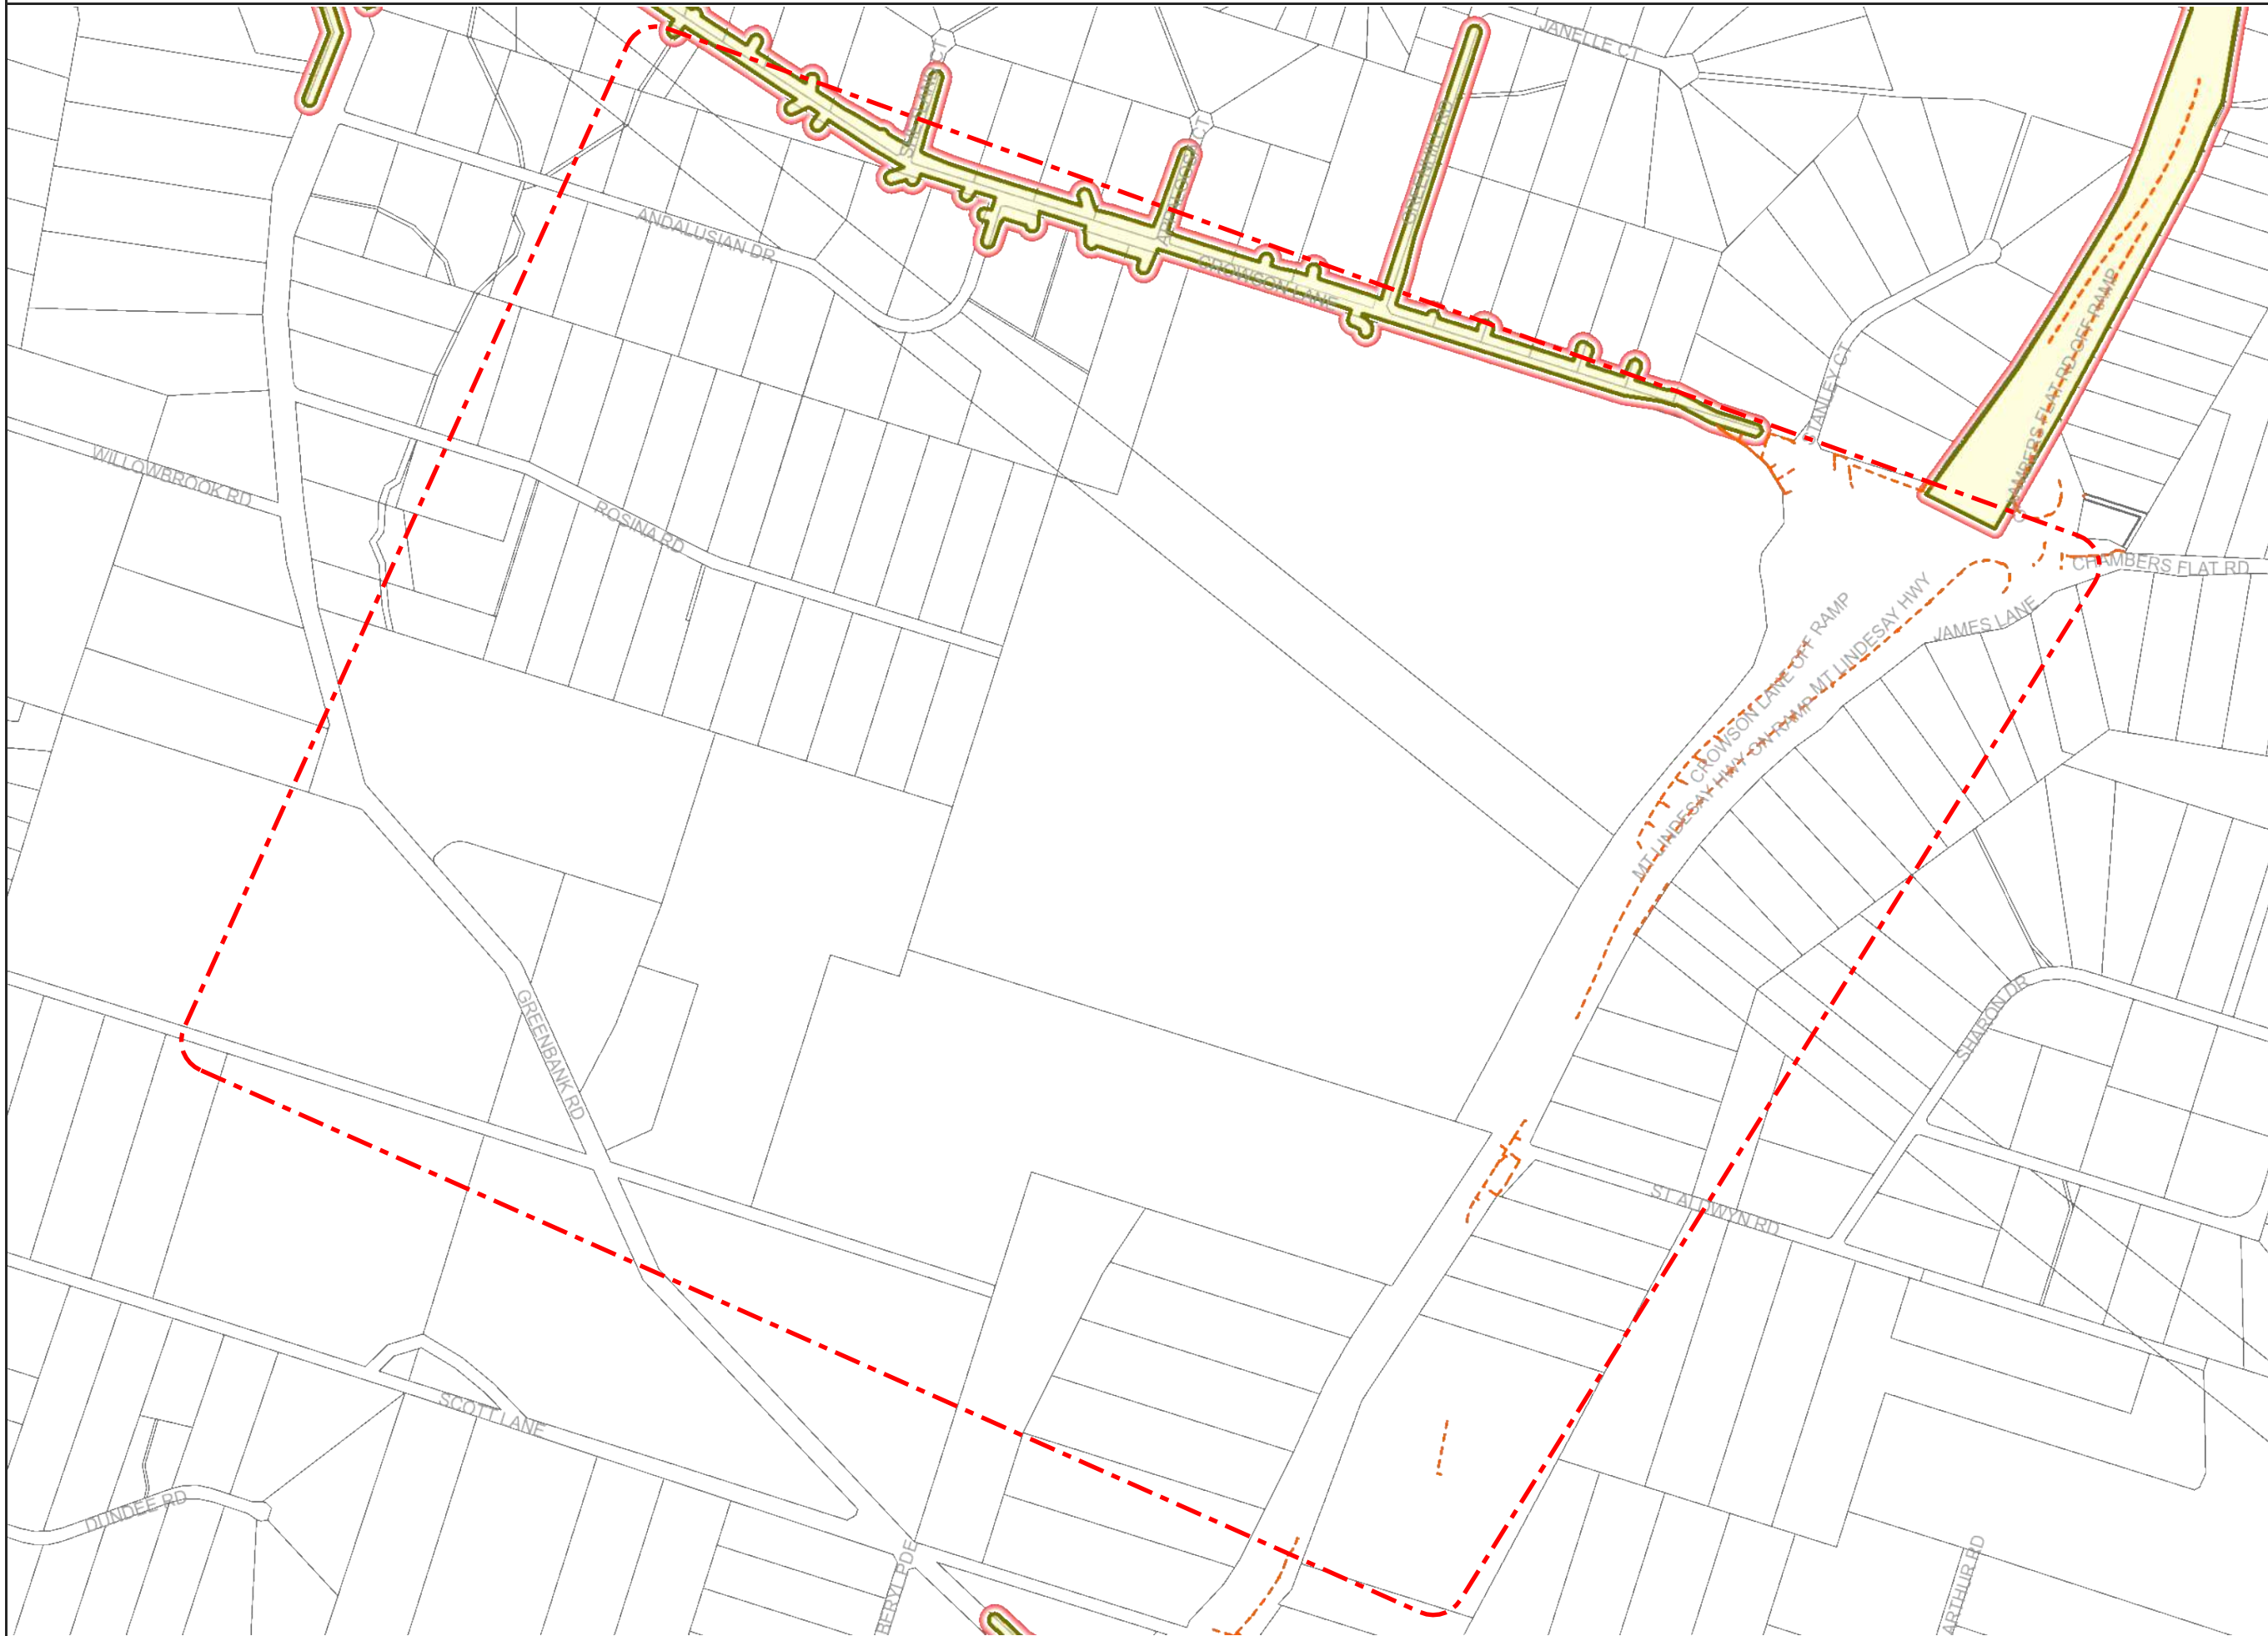 JANELLE CT
GREENHILL RD
ANDALUSIAN DR
CROWSON LANE
CHAMBERS FLAT RD OFF RAMP
STANLEY CT
WILLOWBROOK RD
ROSINA RD
CHAMBERS FLAT RD
JAMES LANE
CROWSON LANE OFF RAMP
MT LINDESAY HWY
MT LINDESAY HWY ON RAMP
GREENBANK RD
SHARON DR
ST ALDWYN RD
SCOTT LANE
DUNDEE RD
BERYL PDE
ARTHUR RD